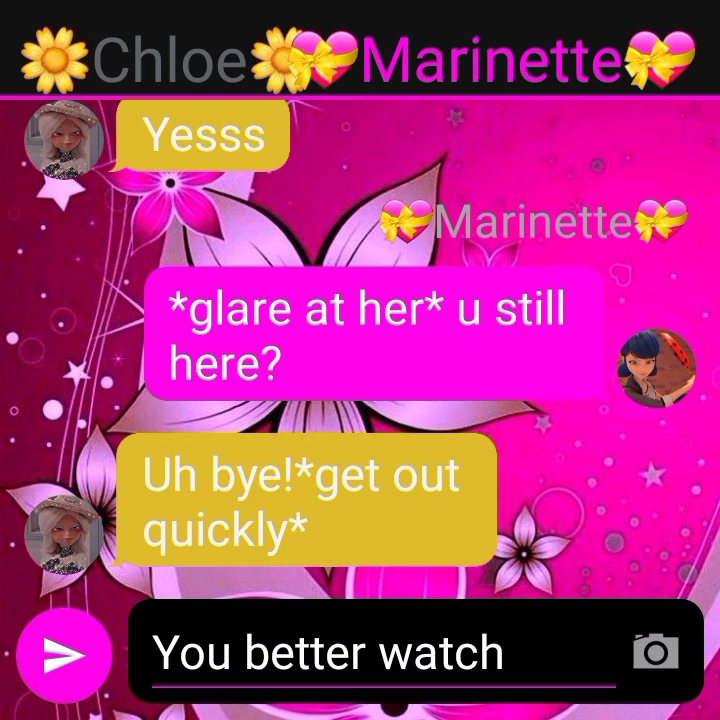 🌼Chloe🌼💝Marinette💝
Yesss
💝Marinette💝
*glare at her* u still
here?
Uh bye!*get out
quickly*
You better watch